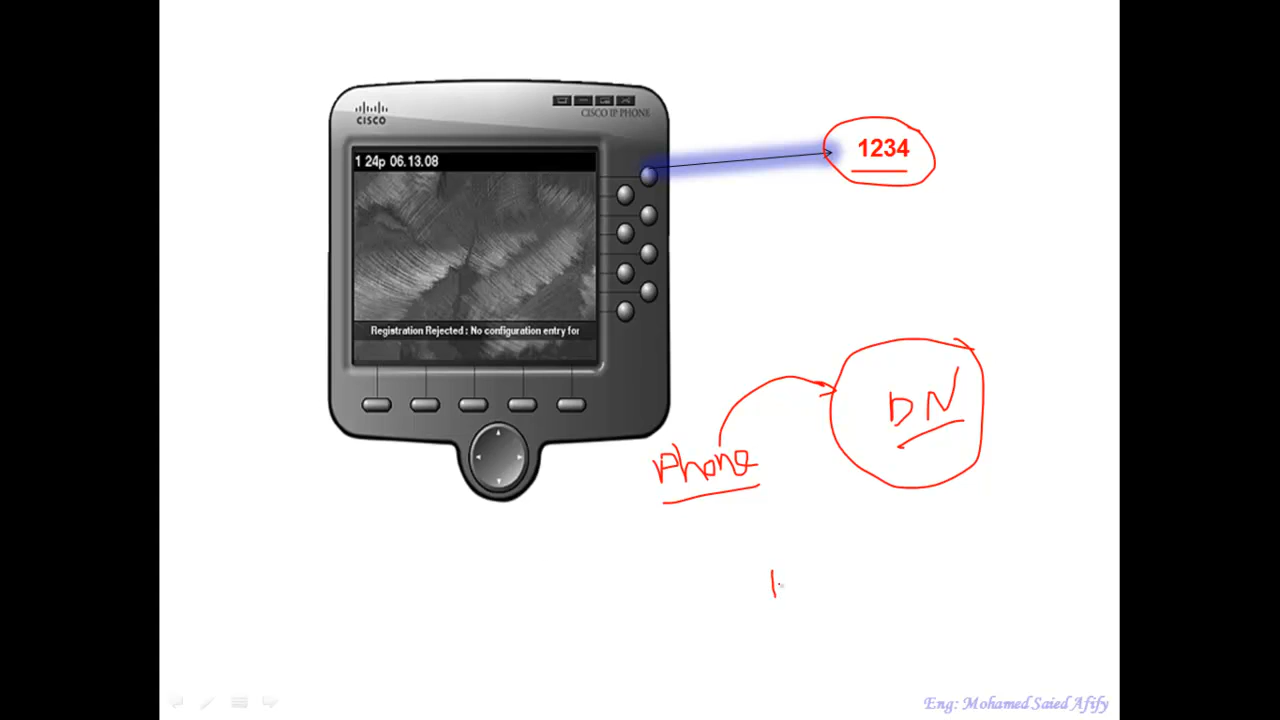 CISCO
CISCO IP PHONE
1 24p 06.13.08
1234
Registration Rejected : No configuration entry for
DN
Phone
Eng: Mohamed Saied Afify